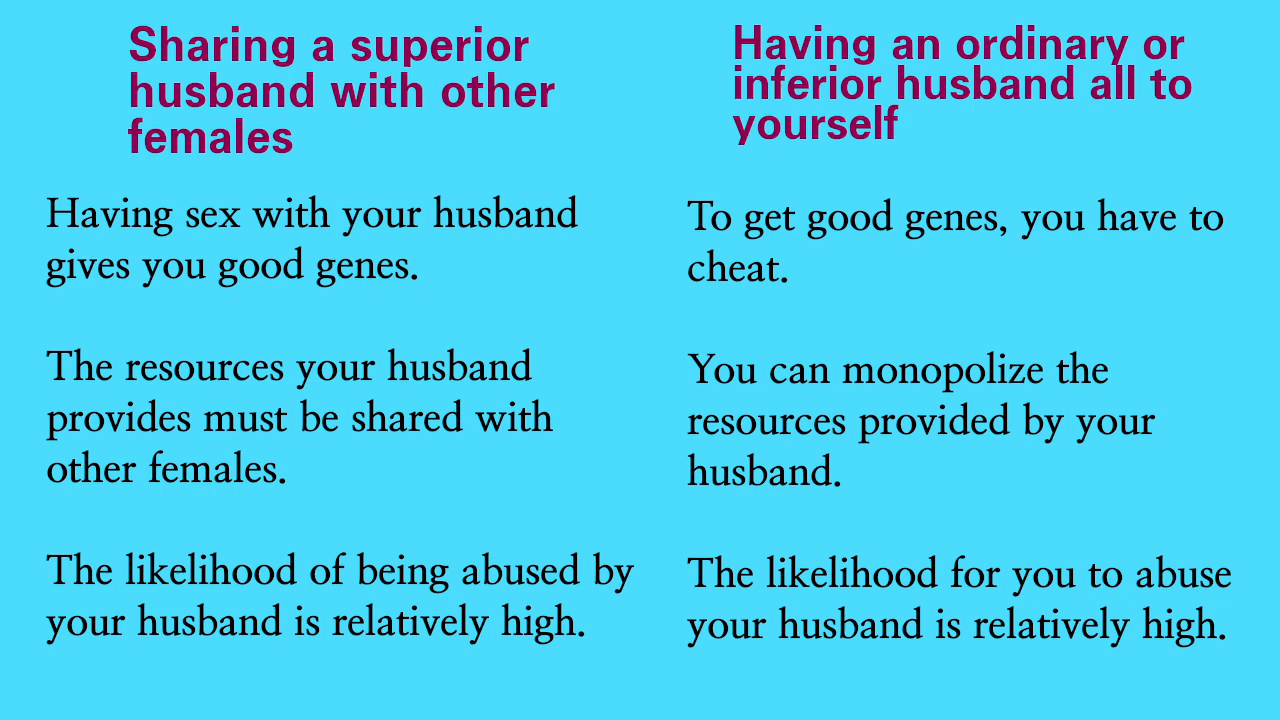 Sharing a superior
husband with other
females
Having sex with your husband
gives you good genes.
The resources your husband
provides must be shared with
other females.
The likelihood of being abused by
your husband is relatively high.
Having an ordinary or
inferior husband all to
yourself
To get good genes, you have to
cheat.
You can monopolize the
resources provided by your
husband.
The likelihood for you to abuse
your husband is relatively high.